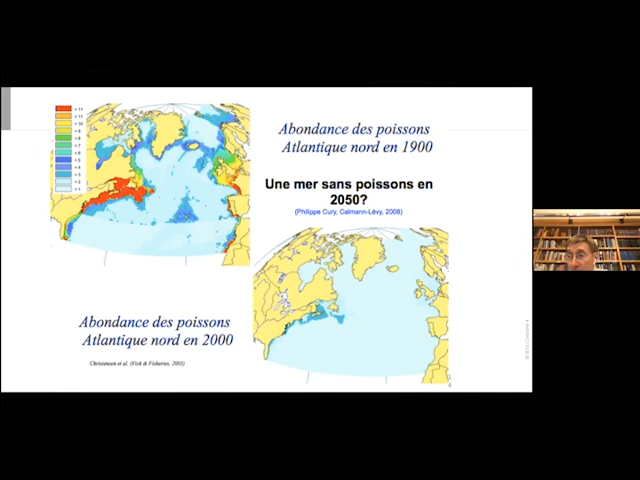 Abondance des poissons
Atlantique nord en 1900
Une mer sans poissons en
2050?
(Philippe Cury, Calmann-Lévy, 2008)
Abondance des poissons
Atlantique nord en 2000
Christensen et al. (Fish & Fisheries, 2003)